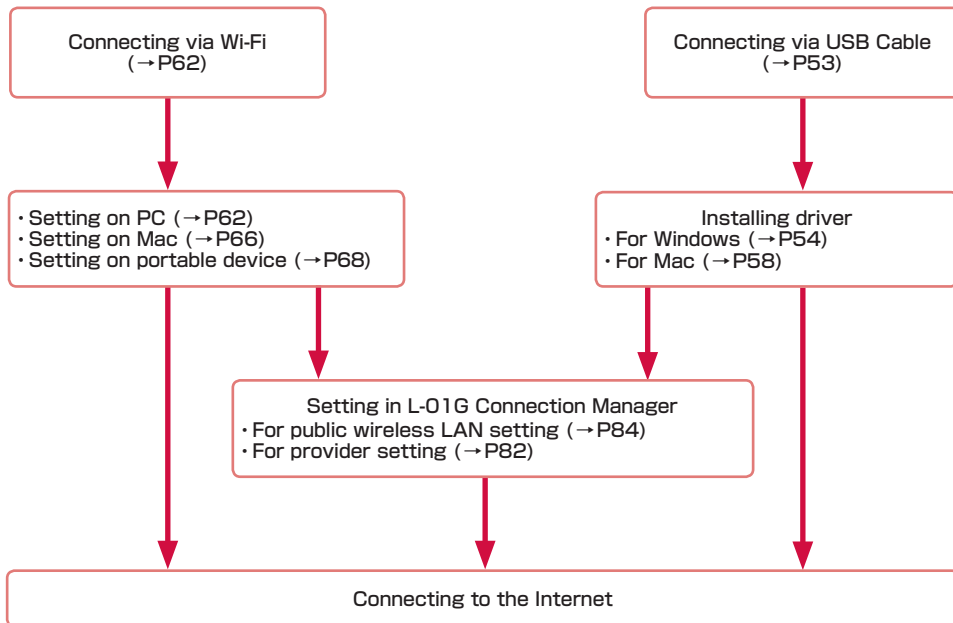 Connecting via Wi-Fi
(→P62)
Connecting via USB Cable
(→P53)
・Setting on PC (→P62)
・Setting on Mac (→P66)
・Setting on portable device (→P68)
Installing driver
・For Windows (→P54)
・For Mac (→P58)
Setting in L-01G Connection Manager
・For public wireless LAN setting (→P84)
・For provider setting (→P82)
Connecting to the Internet